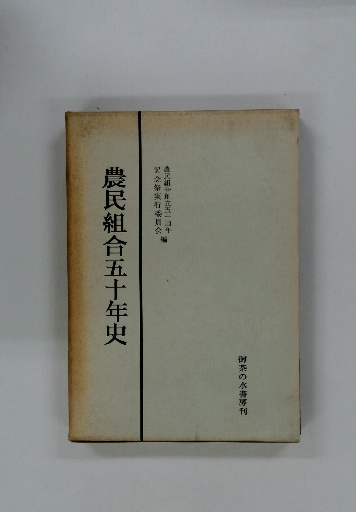 農民組合五十年史
農民組合創立五〇周年
記念祭実行委員会 編
御茶の水書房刊